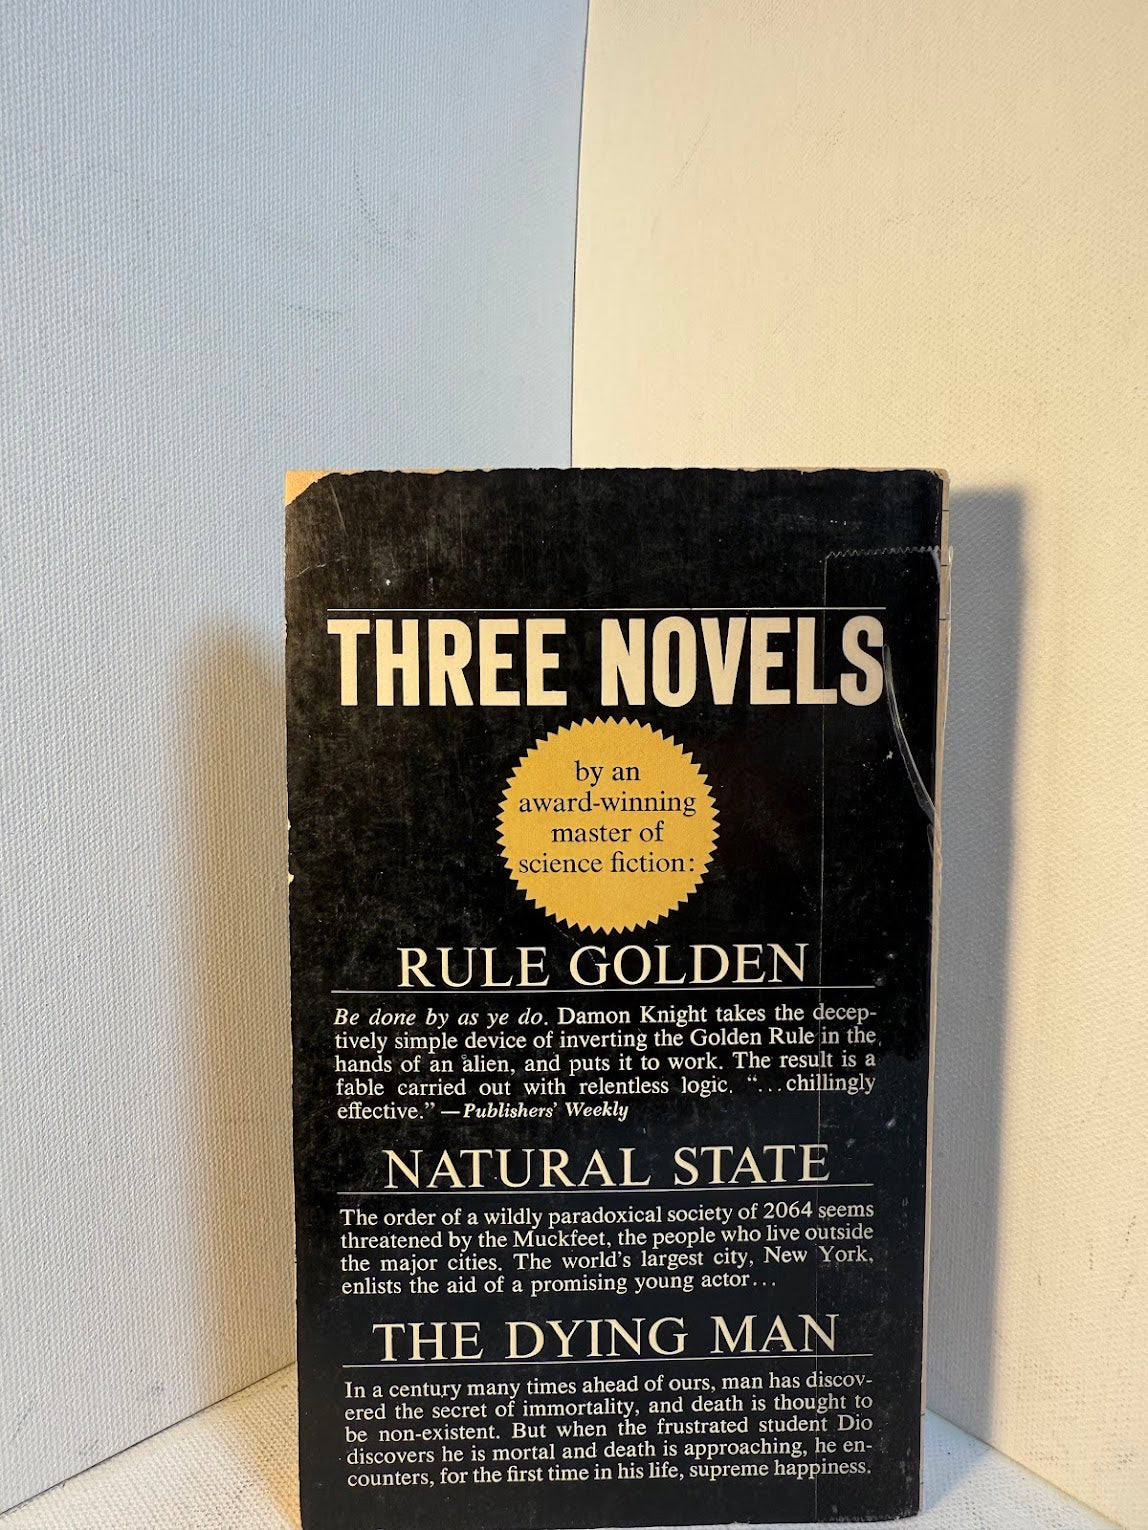 THREE NOVELS
by an
award-winning
master of
science fiction:
RULE GOLDEN
Be done by as ye do. Damon Knight takes the decep-
tively simple device of inverting the Golden Rule in the
hands of an alien, and puts it to work. The result is a
fable carried out with relentless logic. “...chillingly
effective.” —Publishers’ Weekly
NATURAL STATE
The order of a wildly paradoxical society of 2064 seems
threatened by the Muckfeet, the people who live outside
the major cities. The world’s largest city, New York,
enlists the aid of a promising young actor...
THE DYING MAN
In a century many times ahead of ours, man has discov-
ered the secret of immortality, and death is thought to
be non-existent. But when the frustrated student Dio
discovers he is mortal and death is approaching, he en-
counters, for the first time in his life, supreme happiness.